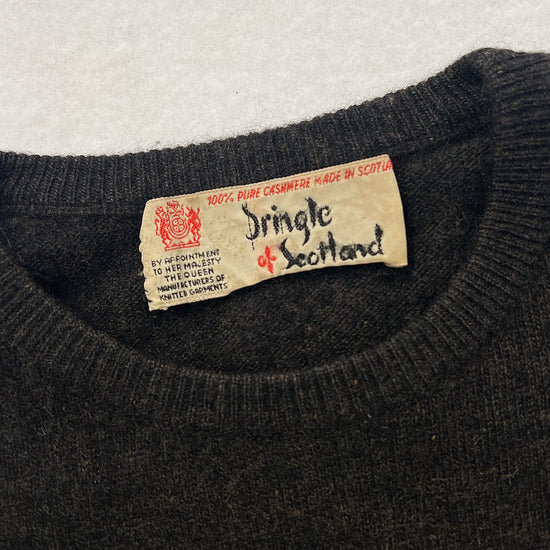 100% PURE CASHMERE MADE IN SCOTLA
Pringle
of Scotland
BY APPOINTMENT
TO HER MAJESTY
THE QUEEN
MANUFACTURERS OF
KNITTED GARMENTS